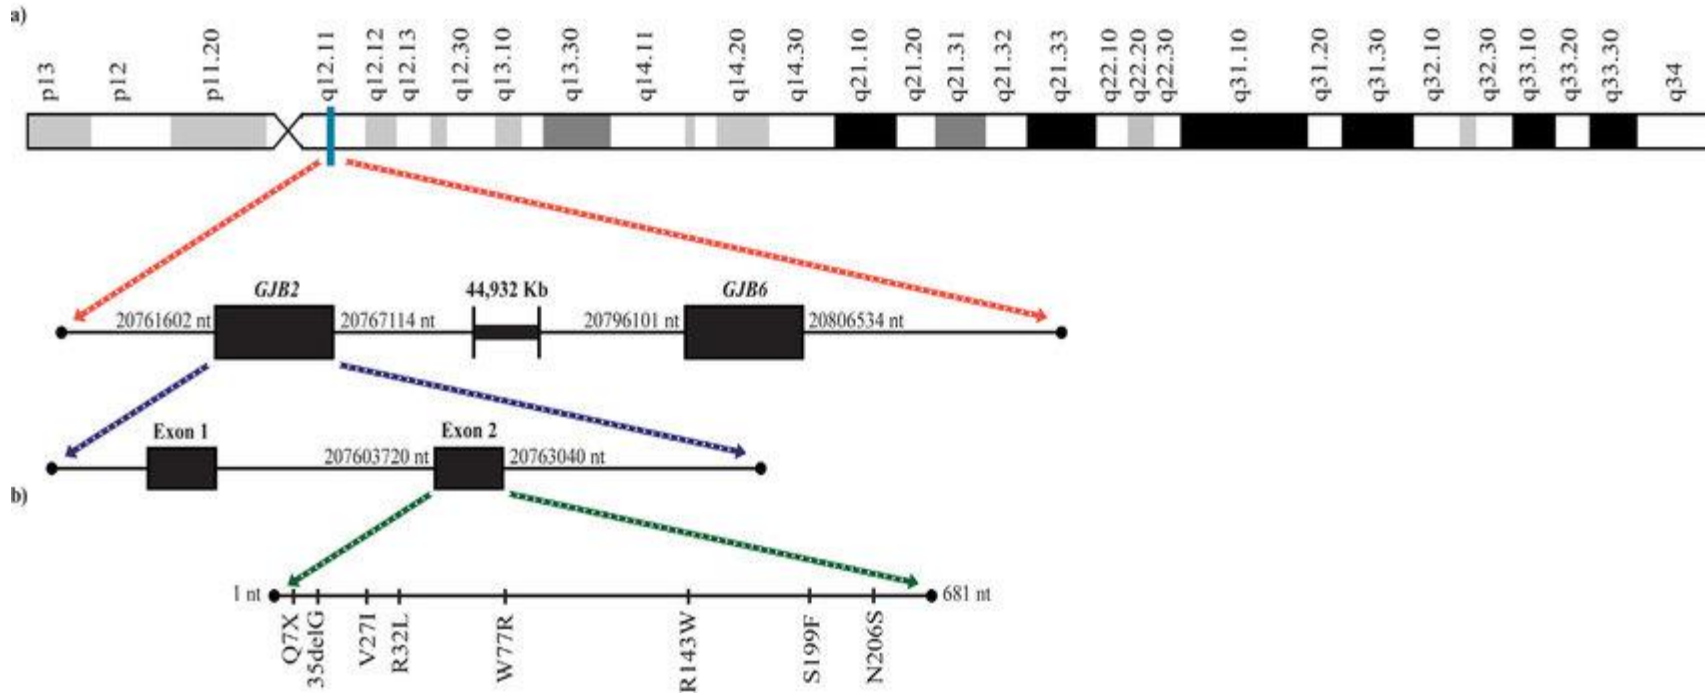 a)
p13
p12
p11.20
q12.11
q12.12
q12.13
q12.30
q13.10
q13.30
q14.11
q14.20
q14.30
q21.10
q21.20
q21.31
q21.32
q21.33
q22.10
q22.20
q22.30
q31.10
q31.20
q31.30
q32.10
q32.30
q33.10
q33.20
q33.30
q34
GJB2
44,932 Kb
GJB6
20761602 nt
20767114 nt
20796101 nt
20806534 nt
Exon 1
Exon 2
207603720 nt
20763040 nt
b)
1 nt
681 nt
Q7X
35delG
V27I
R32L
W77R
R143W
S199F
N206S